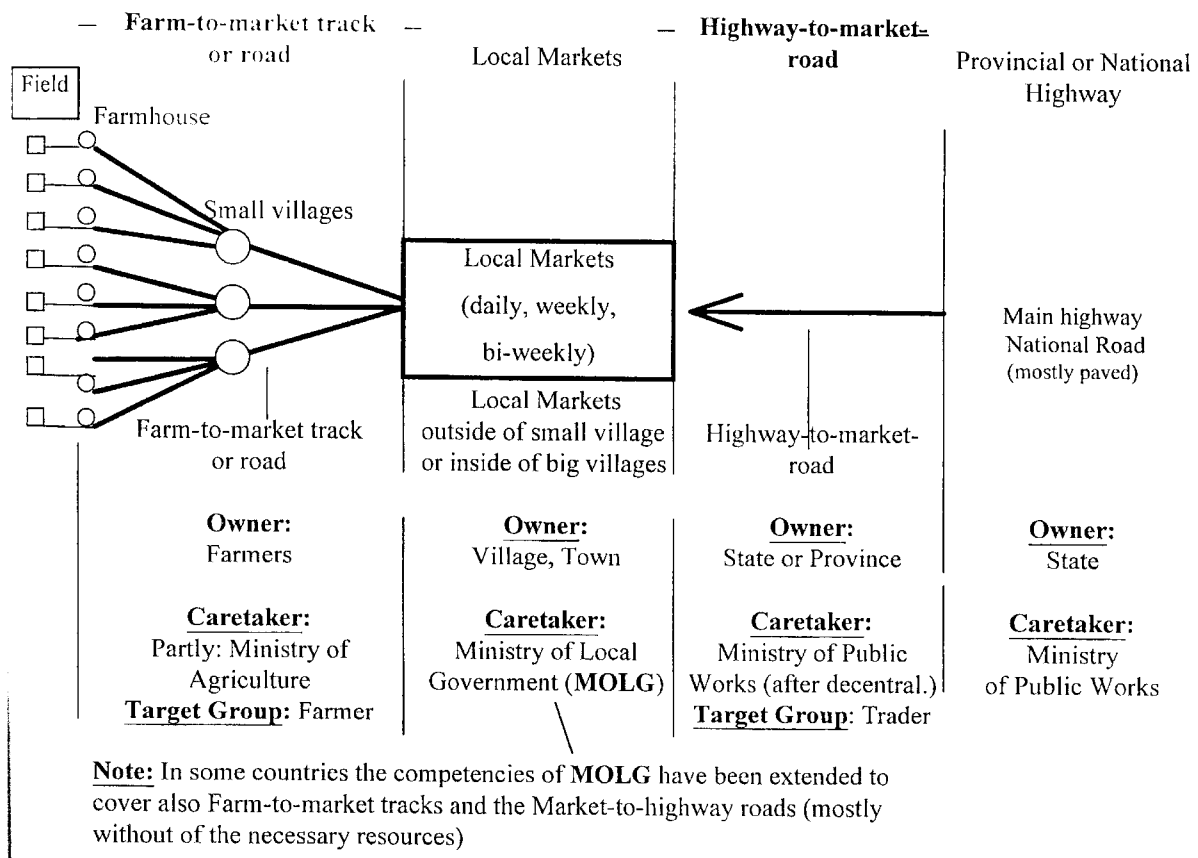 — Farm-to-market track —
or road
Local Markets
— Highway-to-market-
road
Provincial or National
Highway
Field
Farmhouse
Small villages
Local Markets
(daily, weekly,
bi-weekly)
Main highway
National Road
(mostly paved)
Farm-to-market track
or road
Local Markets
outside of small village
or inside of big villages
Highway-to-market-
road
Owner:
Farmers
Caretaker:
Partly: Ministry of
Agriculture
Target Group: Farmer
Owner:
Village, Town
Caretaker:
Ministry of Local
Government (MOLG)
Owner:
State or Province
Caretaker:
Ministry of Public
Works (after decentral.)
Target Group: Trader
Owner:
State
Caretaker:
Ministry
of Public Works
Note: In some countries the competencies of MOLG have been extended to
cover also Farm-to-market tracks and the Market-to-highway roads (mostly
without of the necessary resources)